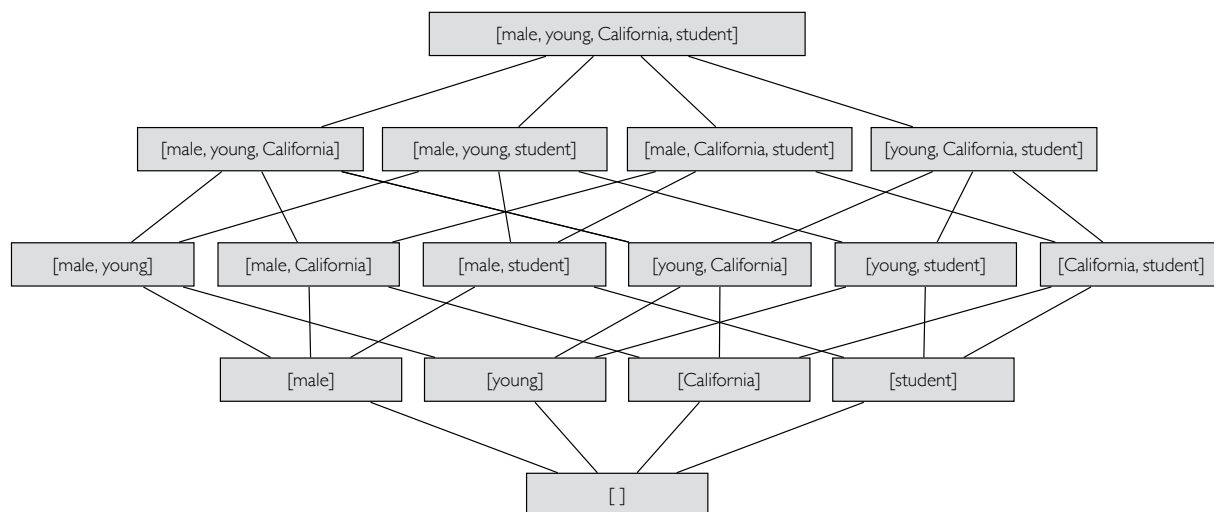 [male, young, California, student]
[male, young, California]
[male, young, student]
[male, California, student]
[young, California, student]
[male, young]
[male, California]
[male, student]
[young, California]
[young, student]
[California, student]
[male]
[young]
[California]
[student]
[ ]